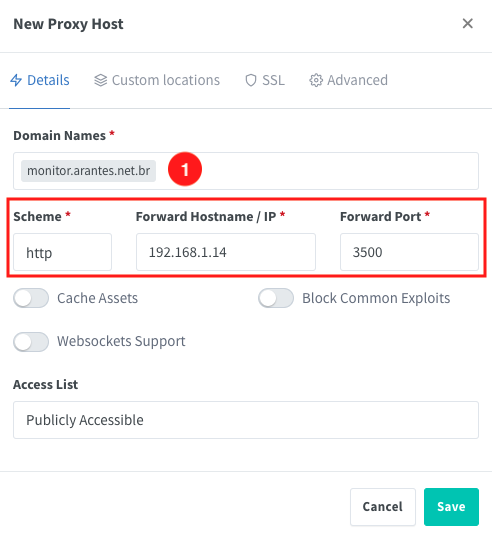 New Proxy Host
Details Custom locations SSL Advanced
Domain Names *
monitor.arantes.net.br 1
Scheme * Forward Hostname / IP * Forward Port *
http 192.168.1.14 3500
Cache Assets Block Common Exploits
Websockets Support
Access List
Publicly Accessible
Cancel Save